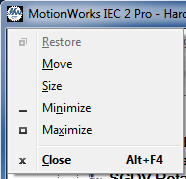 MotionWorks IEC 2 Pro - Hard
Restore
Move
Size
Minimize
Maximize
Close Alt+F4